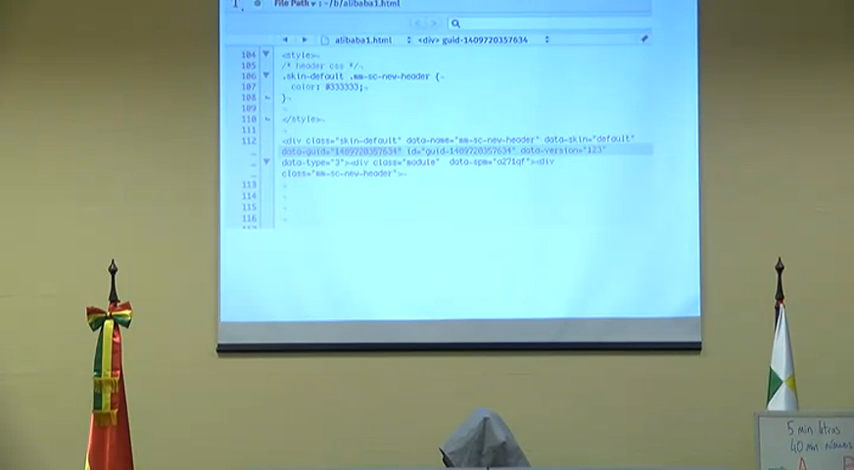 File Path ▾ : ~/b/alibaba1.html
alibaba1.html <div> guid-1409720357634
104 <style>¬
105 /* header css */¬
106 .skin-default .mm-sc-new-header {
107 color: #333333;¬
108 }¬
109 ¬
110 </style>¬
111 ¬
112 <div class="skin-default" data-name="mm-sc-new-header" data-skin="default"
data-guid="1409720357634" id="guid-1409720357634" data-version="123"
data-type="3"><div class="module" data-spm="a271qf"><div
class="mm-sc-new-header">¬
113 ¬
114 ¬
115 ¬
116 ¬
5 min
40 min
A